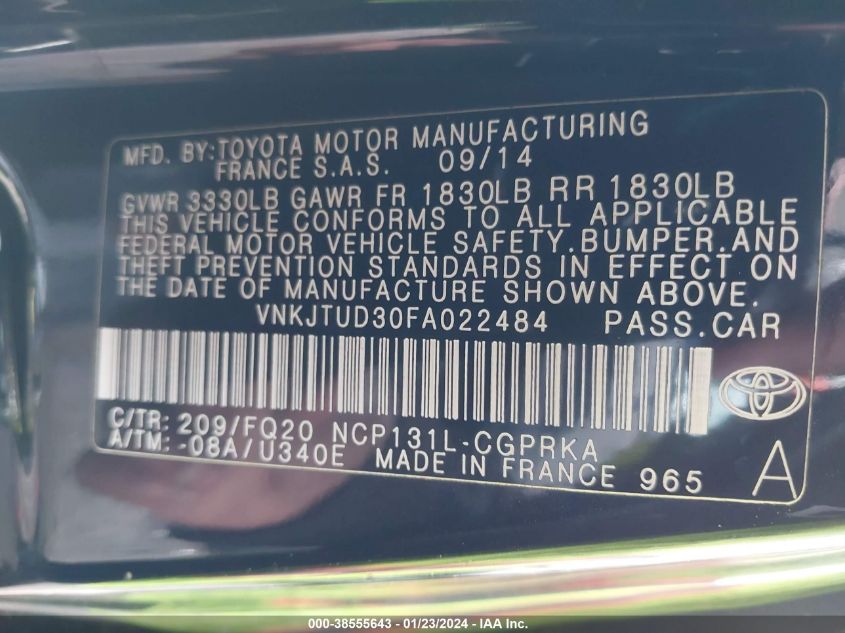 MFD. BY:TOYOTA MOTOR MANUFACTURING
FRANCE S.A.S. 09/14
GVWR 3330LB GAWR FR 1830LB RR 1830LB
THIS VEHICLE CONFORMS TO ALL APPLICABLE
FEDERAL MOTOR VEHICLE SAFETY.BUMPER.AND
THEFT PREVENTION STANDARDS IN EFFECT ON
THE DATE OF MANUFACTURE SHOWN ABOVE.
VNKJTUD30FA022484 PASS.CAR
C/TR: 209/FQ20 NCP131L-CGPRKA
A/TM: -08A/U340E MADE IN FRANCE 965
A
000-38555643 - 01/23/2024 - Copart, Inc.